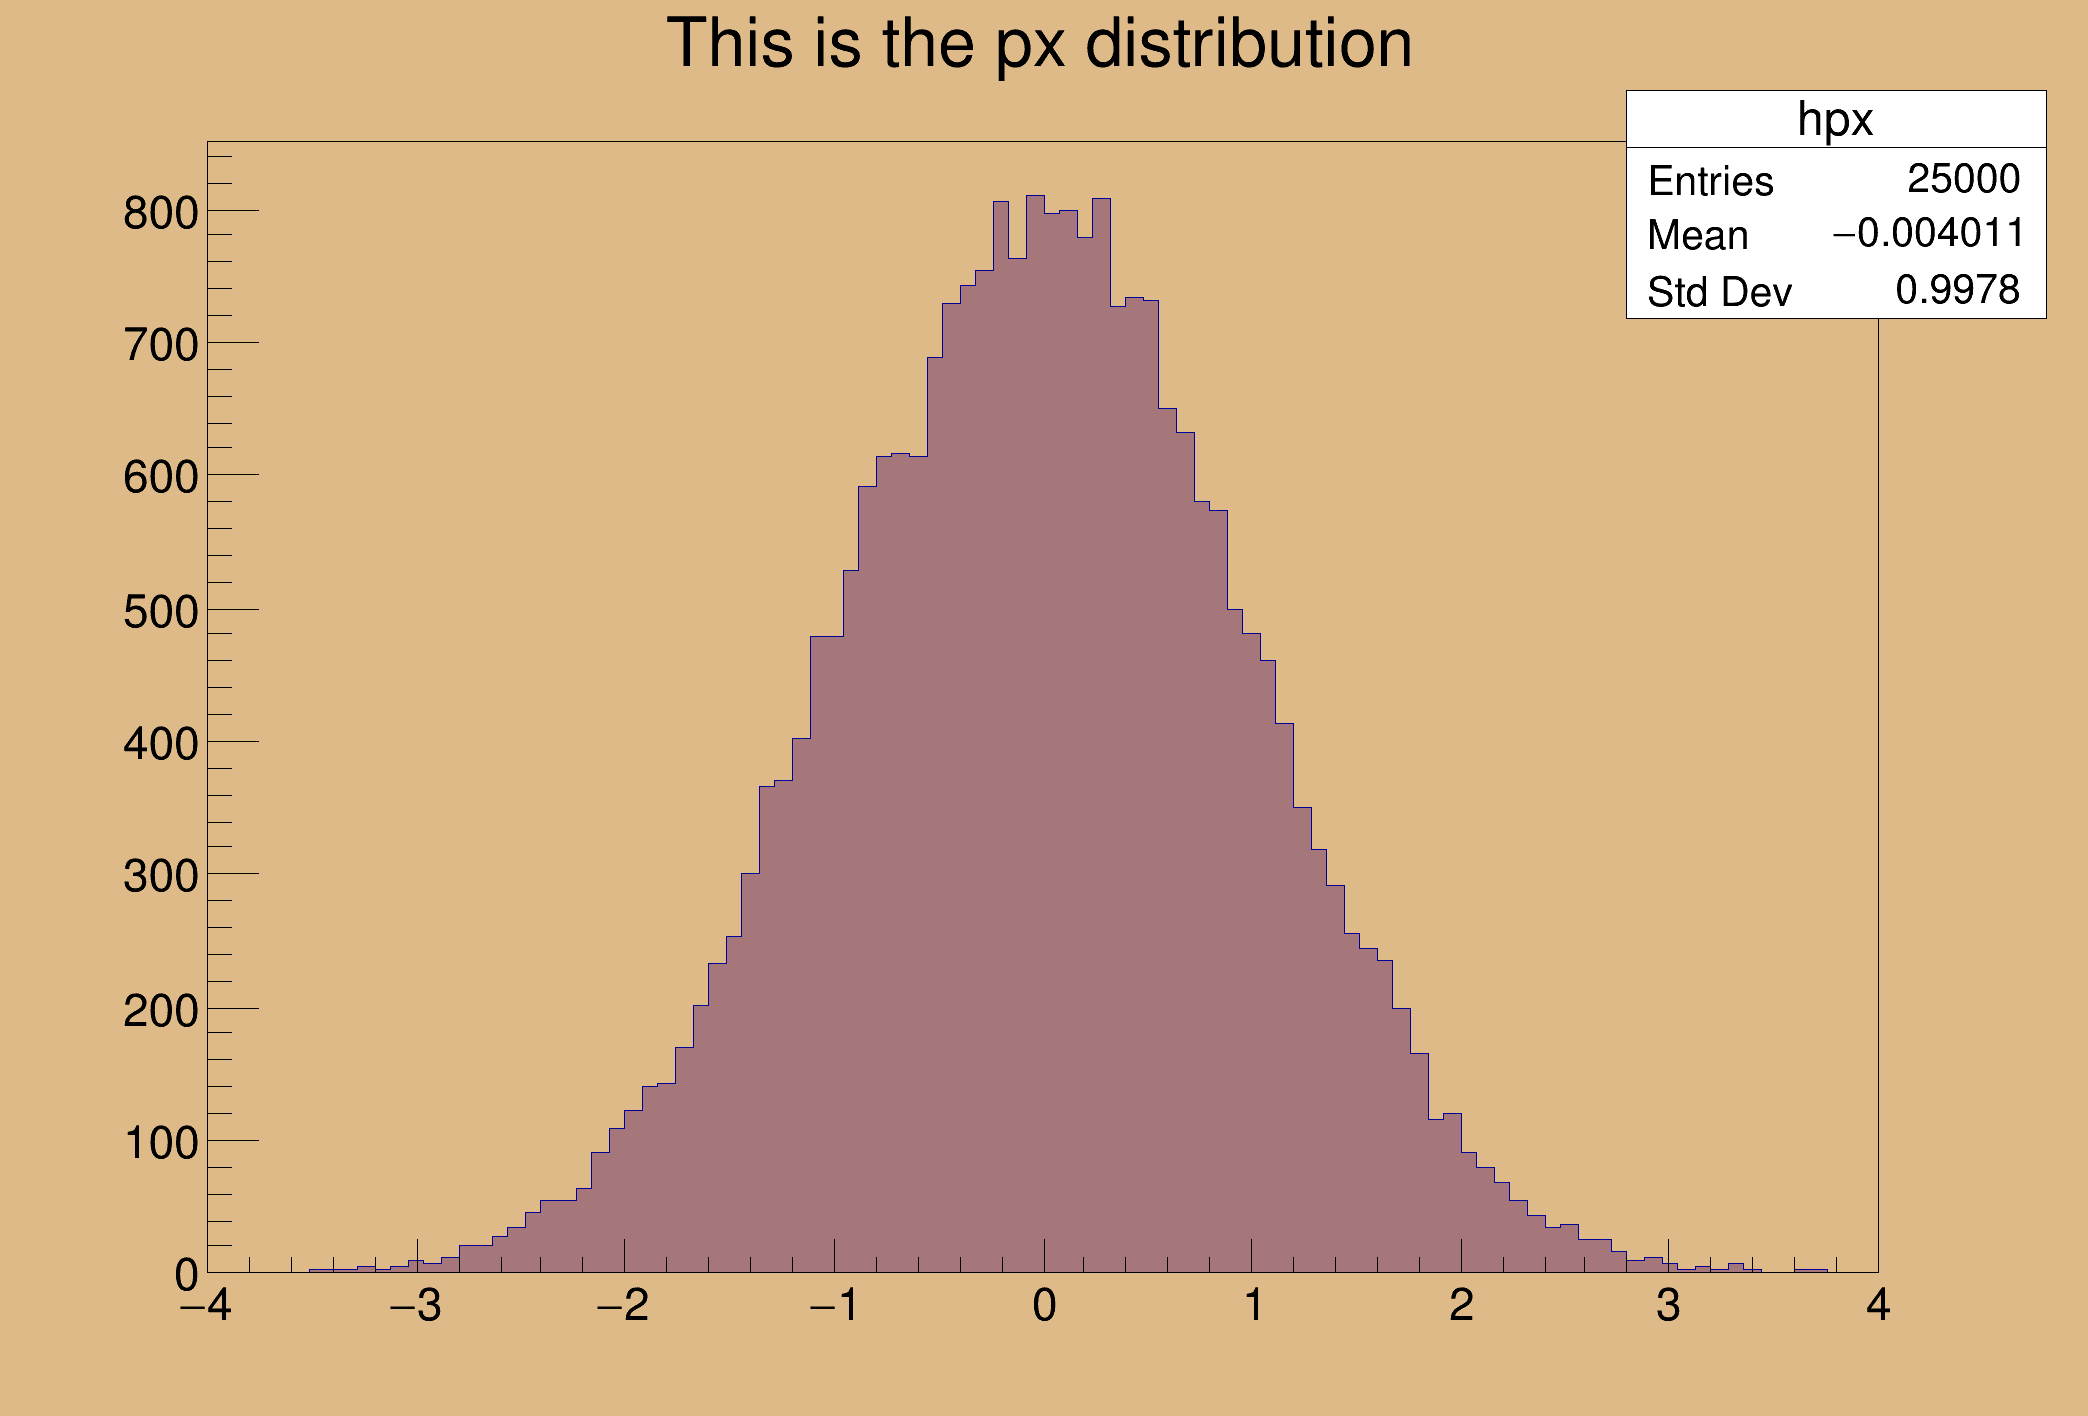 This is the px distribution
hpx
Entries 25000
Mean −0.004011
Std Dev 0.9978
800
700
600
500
400
300
200
100
0
−4 −3 −2 −1 0 1 2 3 4